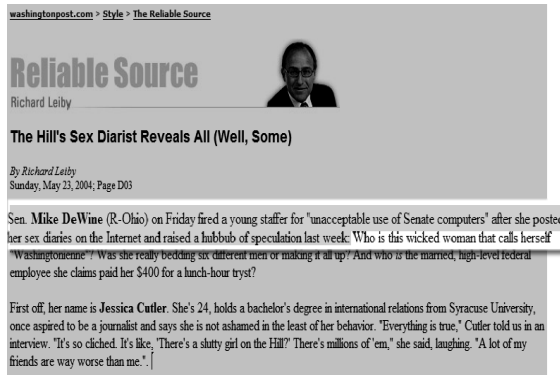 washingtonpost.com > Style > The Reliable Source
Reliable Source
Richard Leiby
The Hill's Sex Diarist Reveals All (Well, Some)
By Richard Leiby
Sunday, May 23, 2004; Page D03
Sen. Mike DeWine (R-Ohio) on Friday fired a young staffer for "unacceptable use of Senate computers" after she posted
her sex diaries on the Internet and raised a hubbub of speculation last week: Who is this wicked woman that calls herself
"Washingtonienne"? Was she really bedding six different men or making it all up? And who is the married, high-level federal
employee she claims paid her $400 for a lunch-hour tryst?
First off, her name is Jessica Cutler. She's 24, holds a bachelor's degree in international relations from Syracuse University,
once aspired to be a journalist and says she is not ashamed in the least of her behavior. "Everything is true," Cutler told us in an
interview. "It's so cliched. It's like, 'There's a slutty girl on the Hill?' There's millions of 'em," she said, laughing. "A lot of my
friends are way worse than me.".